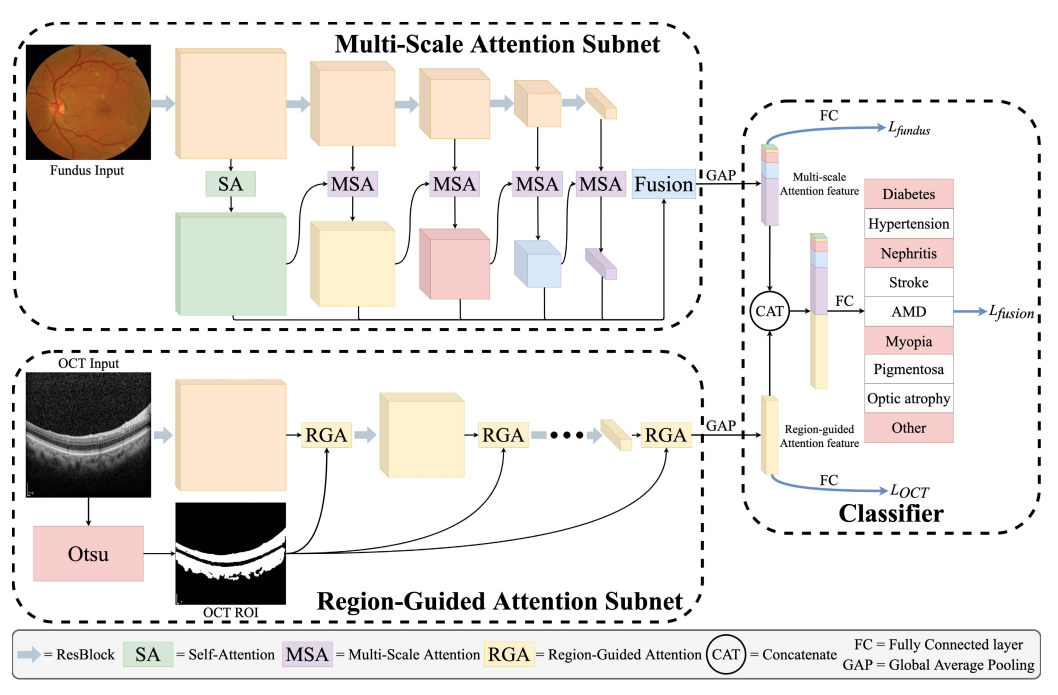 Multi-Scale Attention Subnet
Fundus Input
SA
MSA
MSA
MSA
MSA
Fusion
GAP
FC
L_fundus
Multi-scale
Attention feature
Diabetes
Hypertension
Nephritis
Stroke
AMD
Myopia
Pigmentosa
Optic atrophy
Other
CAT
FC
L_fusion
Region-guided
Attention feature
FC
L_OCT
Classifier
OCT Input
RGA
RGA
RGA
GAP
Otsu
OCT ROI
Region-Guided Attention Subnet
= ResBlock
SA = Self-Attention
MSA = Multi-Scale Attention
RGA = Region-Guided Attention
CAT = Concatenate
FC = Fully Connected layer
GAP = Global Average Pooling